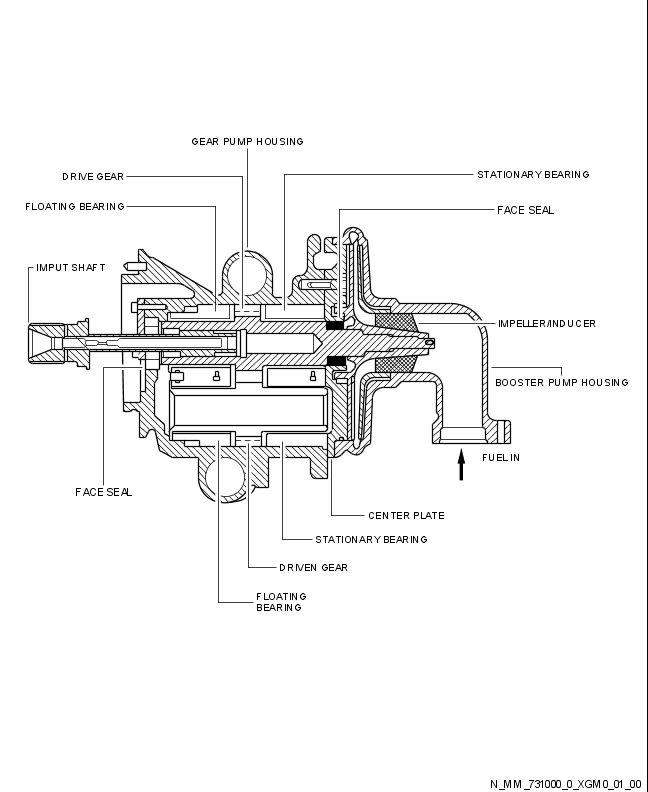 GEAR PUMP HOUSING
DRIVE GEAR
STATIONARY BEARING
FLOATING BEARING
FACE SEAL
IMPUT SHAFT
IMPELLER/INDUCER
BOOSTER PUMP HOUSING
FUEL IN
FACE SEAL
CENTER PLATE
STATIONARY BEARING
DRIVEN GEAR
FLOATING
BEARING
N_MM_731000_0_XGM0_01_00